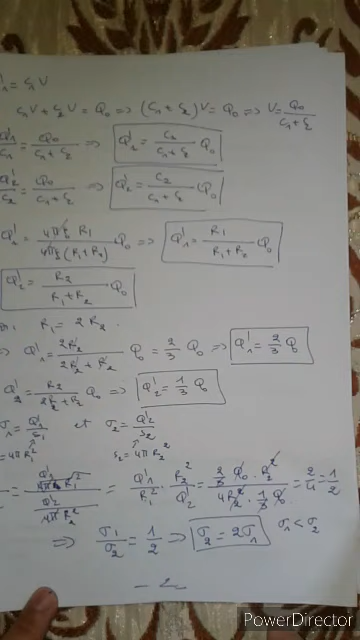 Q'₁ = C₁V
C₁V + C₂V = Q₀ ⇒ (C₁+C₂)V = Q₀ ⇒ V = Q₀/(C₁+C₂)
Q'₁/C₁ = Q₀/(C₁+C₂) ⇒ Q'₁ = C₁/(C₁+C₂) Q₀
Q'₂/C₂ = Q₀/(C₁+C₂) ⇒ Q'₂ = C₂/(C₁+C₂) Q₀
Q'₁ = 4πε₀R₁/4πε₀(R₁+R₂) Q₀ ⇒ Q'₁ = R₁/(R₁+R₂) Q₀
Q'₂ = R₂/(R₁+R₂) Q₀
R₁ = 2R₂.
⇒ Q'₁ = 2R₂/(2R₂+R₂) Q₀ = 2/3 Q₀ ⇒ Q'₁ = 2/3 Q₀
Q'₂ = R₂/(2R₂+R₂) Q₀ ⇒ Q'₂ = 1/3 Q₀
σ₁ = Q'₁/S₁ et σ₂ = Q'₂/S₂
= 4πR₁² S₂ = 4πR₂²
= (Q'₁/4πR₁²)/(Q'₂/4πR₂²) = Q'₁/R₁² · R₂²/Q'₂ = (2/3 Q₀ · R₂²)/(4R₂² · 1/3 Q₀) = 2/4 = 1/2
⇒ σ₁/σ₂ = 1/2 ⇒ σ₂ = 2σ₁ σ₁ < σ₂
PowerDirector